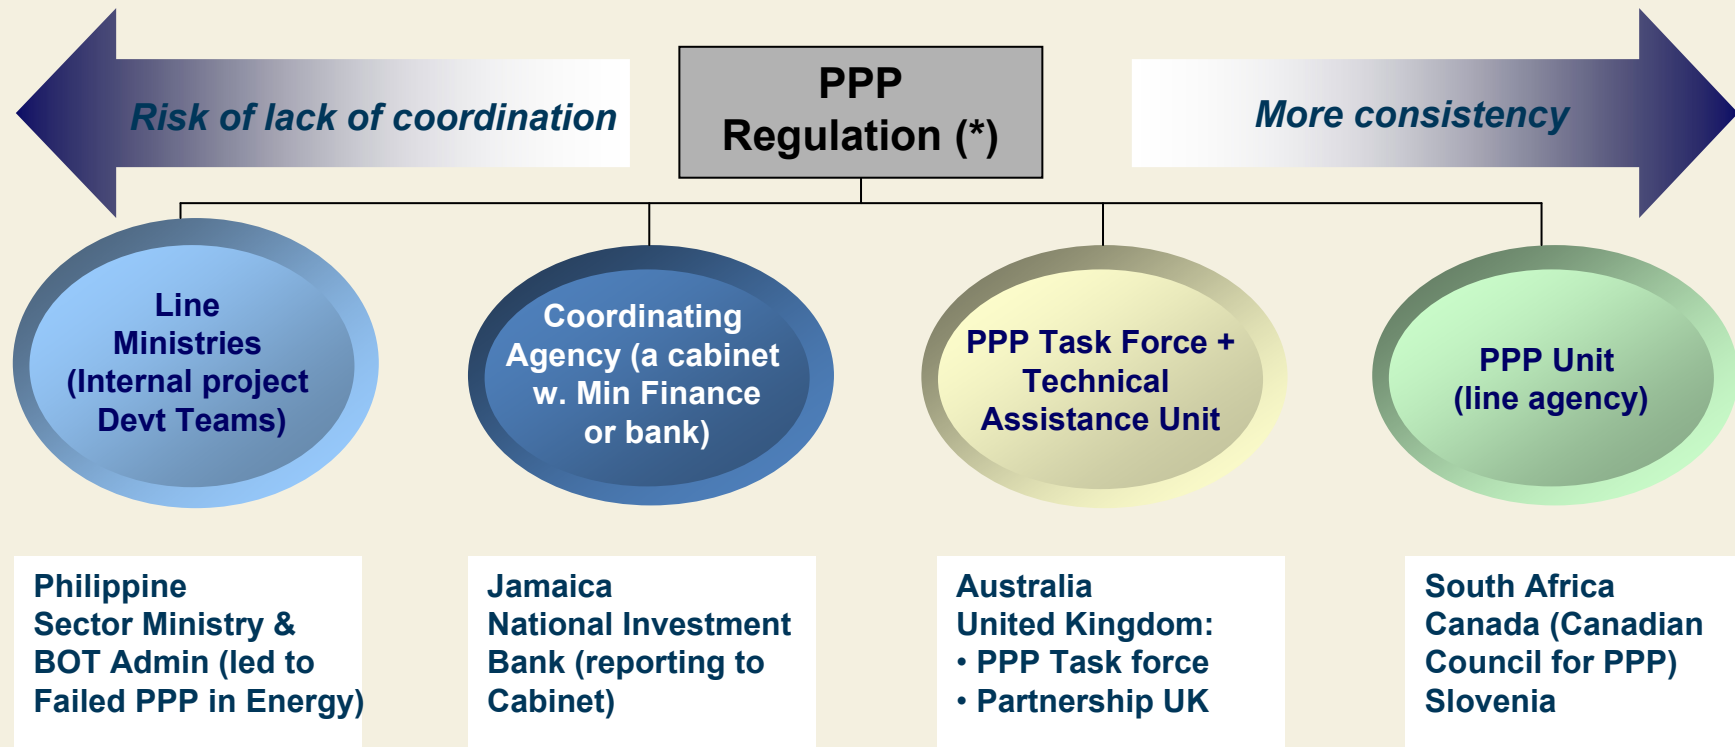 Risk of lack of coordination
PPP
Regulation (*)
More consistency
Line
Ministries
(Internal project
Devt Teams)
Coordinating
Agency (a cabinet
w. Min Finance
or bank)
PPP Task Force +
Technical
Assistance Unit
PPP Unit
(line agency)
Philippine
Sector Ministry &
BOT Admin (led to
Failed PPP in Energy)
Jamaica
National Investment
Bank (reporting to
Cabinet)
Australia
United Kingdom:
• PPP Task force
• Partnership UK
South Africa
Canada (Canadian
Council for PPP)
Slovenia